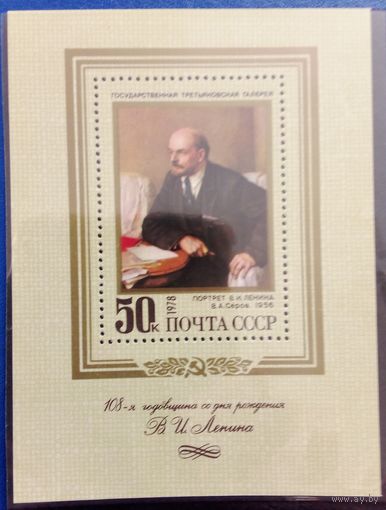 ГОСУДАРСТВЕННАЯ ТРЕТЬЯКОВСКАЯ ГАЛЕРЕЯ
ПОРТРЕТ В.И. ЛЕНИНА
В.А.Серов 1956
50к 1978 ПОЧТА СССР
108-я годовщина со дня рождения
В. И. Ленина
www.ay.by